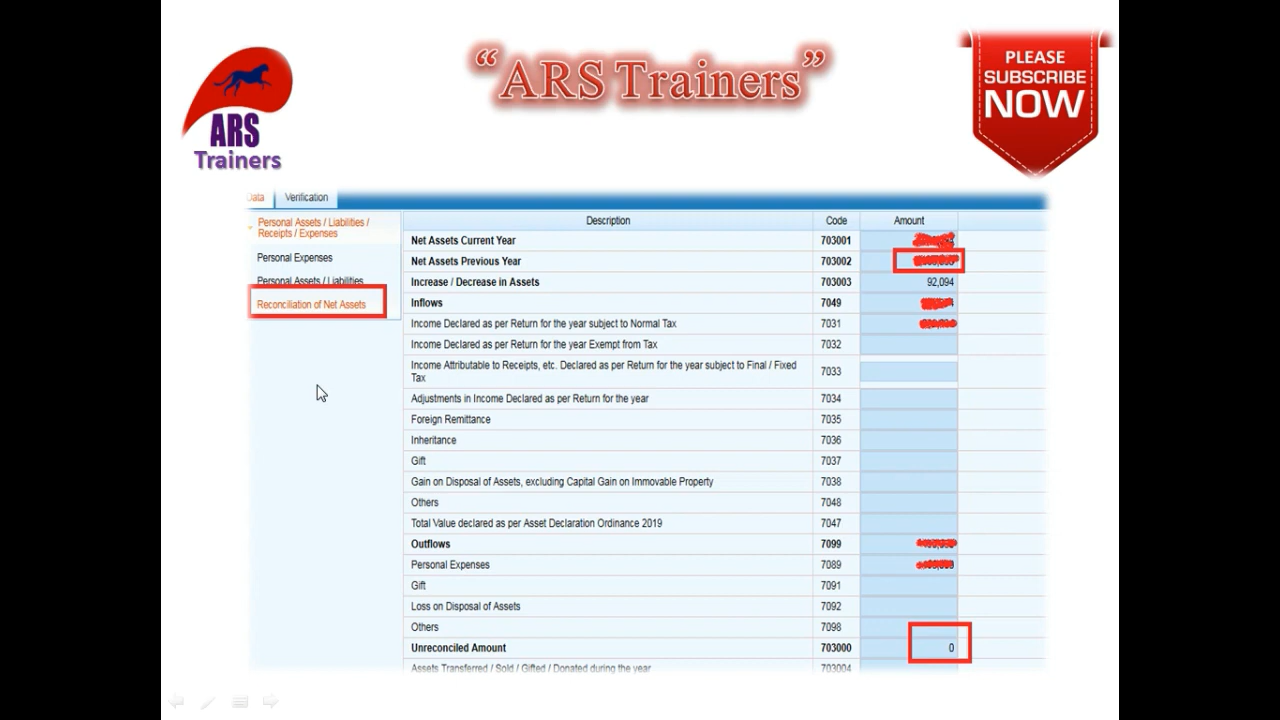 “ARS Trainers”
ARS
Trainers
PLEASE
SUBSCRIBE
NOW
Data Verification
Personal Assets / Liabilities /
Receipts / Expenses
Personal Expenses
Personal Assets / Liabilities
Reconciliation of Net Assets
Description Code Amount
Net Assets Current Year 703001
Net Assets Previous Year 703002
Increase / Decrease in Assets 703003 92,094
Inflows 7049
Income Declared as per Return for the year subject to Normal Tax 7031
Income Declared as per Return for the year Exempt from Tax 7032
Income Attributable to Receipts, etc. Declared as per Return for the year subject to Final / Fixed
Tax 7033
Adjustments in Income Declared as per Return for the year 7034
Foreign Remittance 7035
Inheritance 7036
Gift 7037
Gain on Disposal of Assets, excluding Capital Gain on Immovable Property 7038
Others 7048
Total Value declared as per Asset Declaration Ordinance 2019 7047
Outflows 7099
Personal Expenses 7089
Gift 7091
Loss on Disposal of Assets 7092
Others 7098
Unreconciled Amount 703000 0
Assets Transferred / Sold / Gifted / Donated during the year 703004